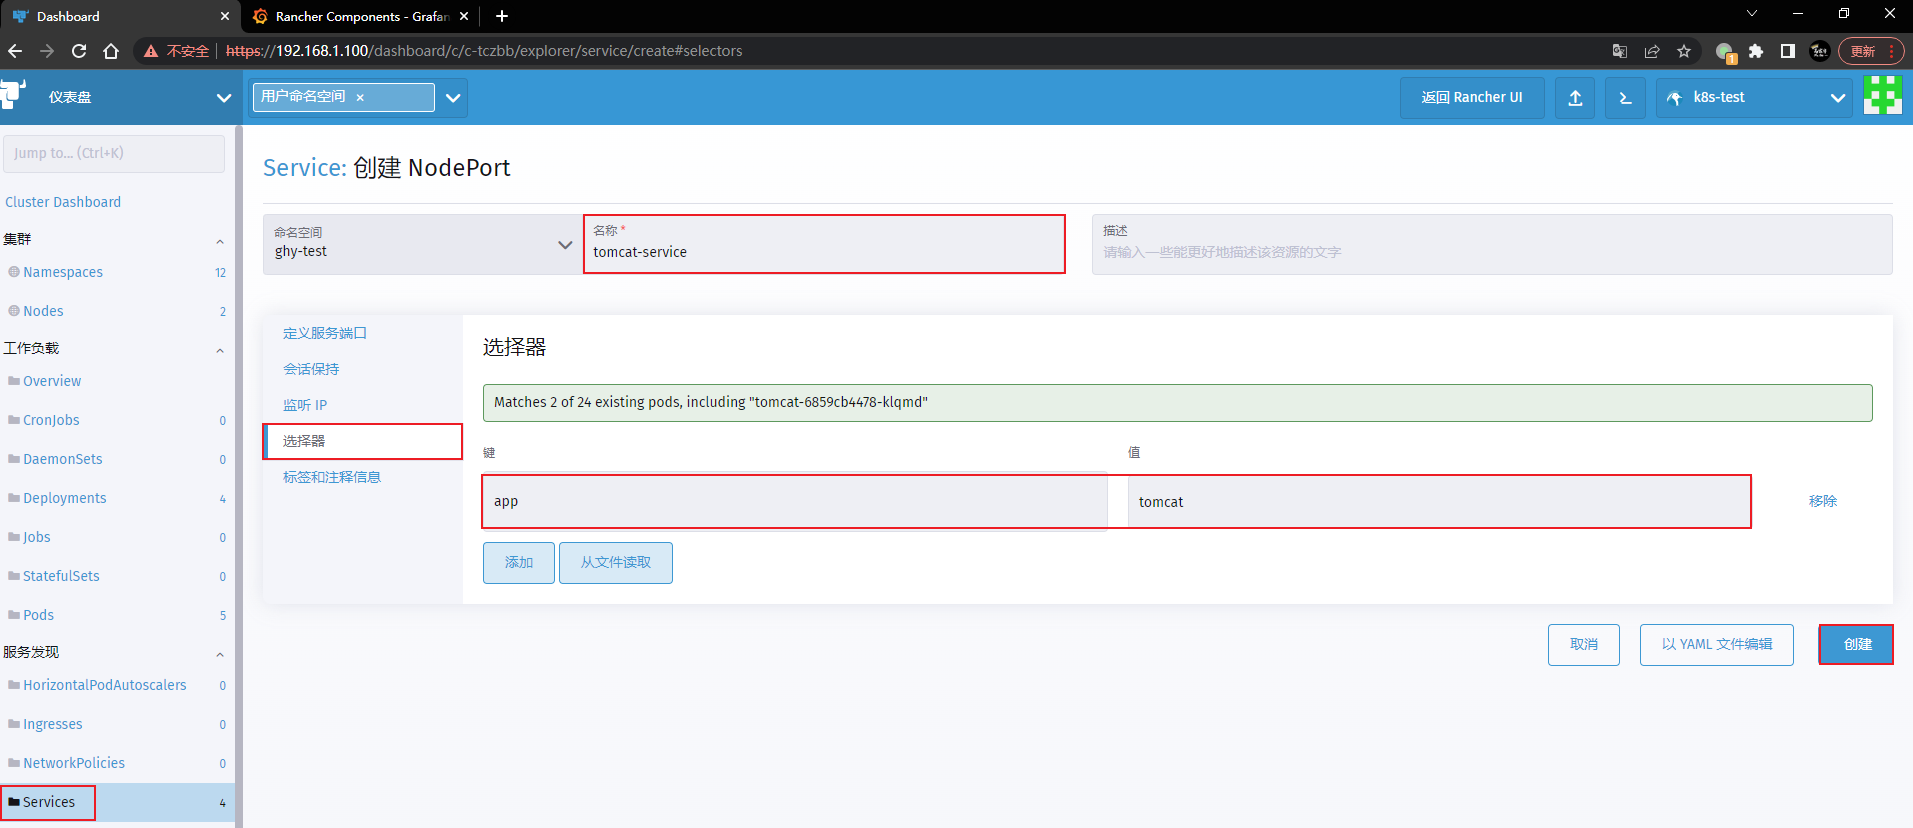 Dashboard
Rancher Components - Grafan
不安全
https://192.168.1.100/dashboard/c/c-tczbb/explorer/service/create#selectors
1
更新
仪表盘
用户命名空间 ×
返回 Rancher UI
k8s-test
Jump to... (Ctrl+K)
Cluster Dashboard
集群
Namespaces 12
Nodes 2
工作负载
Overview
CronJobs 0
DaemonSets 0
Deployments 4
Jobs 0
StatefulSets 0
Pods 5
服务发现
HorizontalPodAutoscalers 0
Ingresses 0
NetworkPolicies 0
Services 4
Service: 创建 NodePort
命名空间
ghy-test
名称 *
tomcat-service
描述
请输入一些能更好地描述该资源的文字
定义服务端口
会话保持
监听 IP
选择器
标签和注释信息
选择器
Matches 2 of 24 existing pods, including "tomcat-6859cb4478-klqmd"
键 值
app tomcat 移除
添加 从文件读取
取消 以 YAML 文件编辑 创建